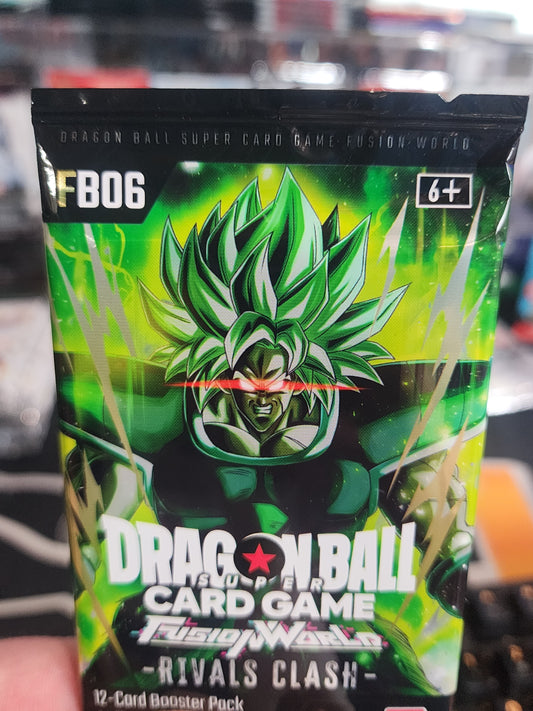 DRAGON BALL SUPER CARD GAME FUSION WORLD
FB06
6+
DRAGON BALL
SUPER
CARD GAME
FUSION WORLD
-RIVALS CLASH-
12-Card Booster Pack